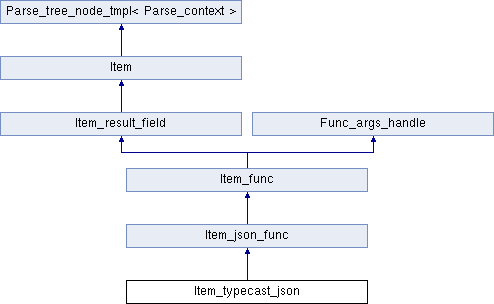 Parse_tree_node_tmpl< Parse_context >
Item
Item_result_field
Func_args_handle
Item_func
Item_json_func
Item_typecast_json